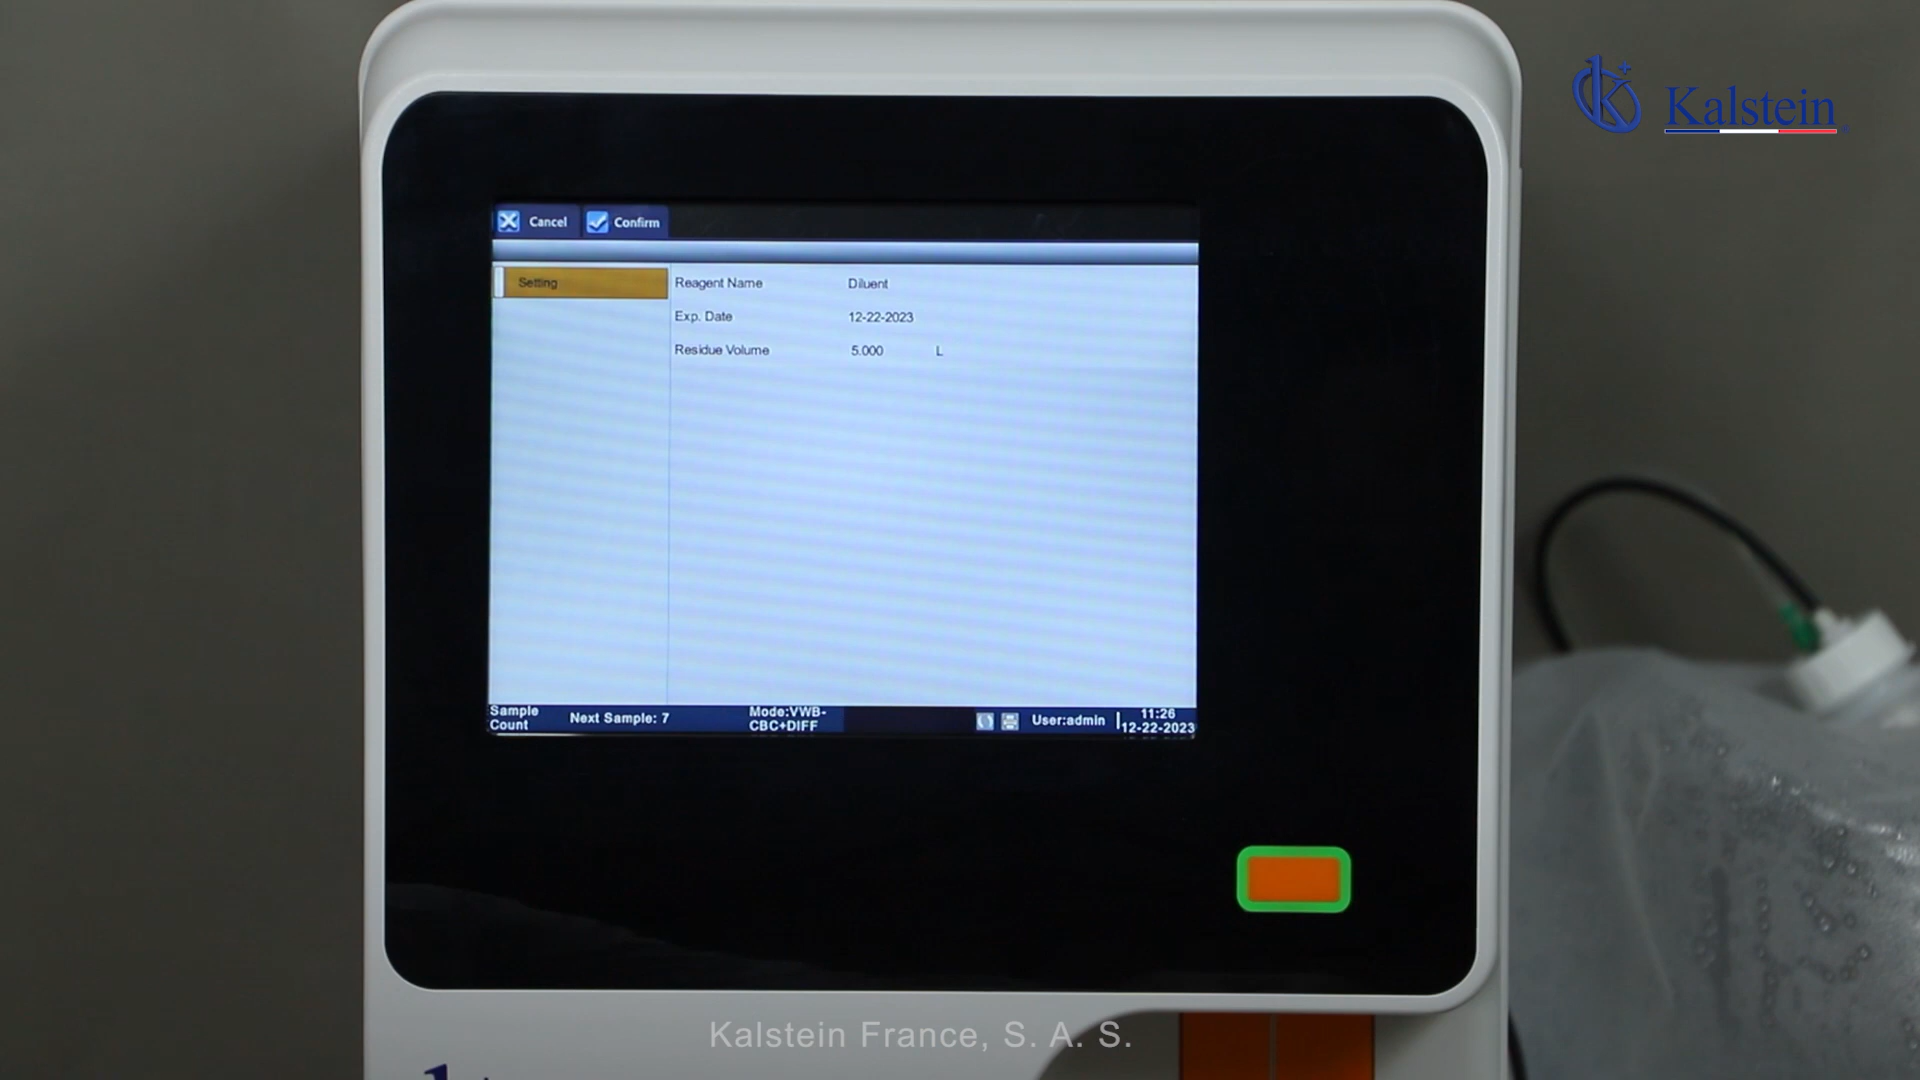 Kalstein
Cancel Confirm
Setting
Reagent Name Diluent
Exp. Date 12-22-2023
Residue Volume 5.000 L
Sample Count Next Sample: 7 Mode:VWB-CBC+DIFF User:admin 11:26 12-22-2023
Kalstein France, S. A. S.